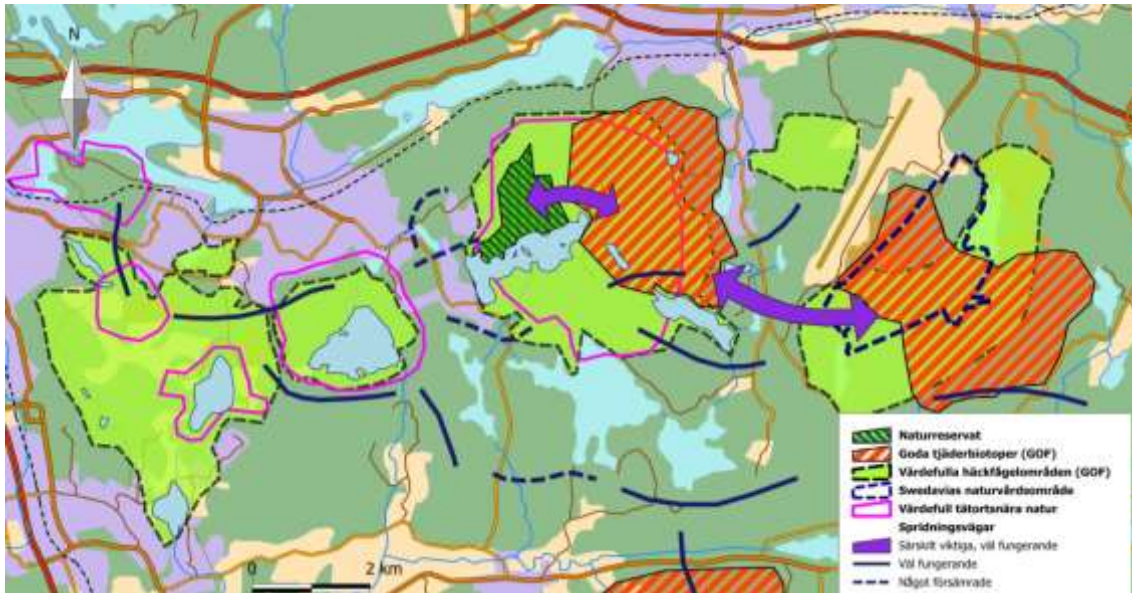 N
0 2 km
Naturreservat
Goda tjäderbiotoper (GOF)
Värdefulla häckfågelområden (GOF)
Swedavias naturvårdsområde
Värdefull tätortsnära natur
Spridningsvägar
Särskilt viktiga, väl fungerande
Väl fungerande
Något försämrade